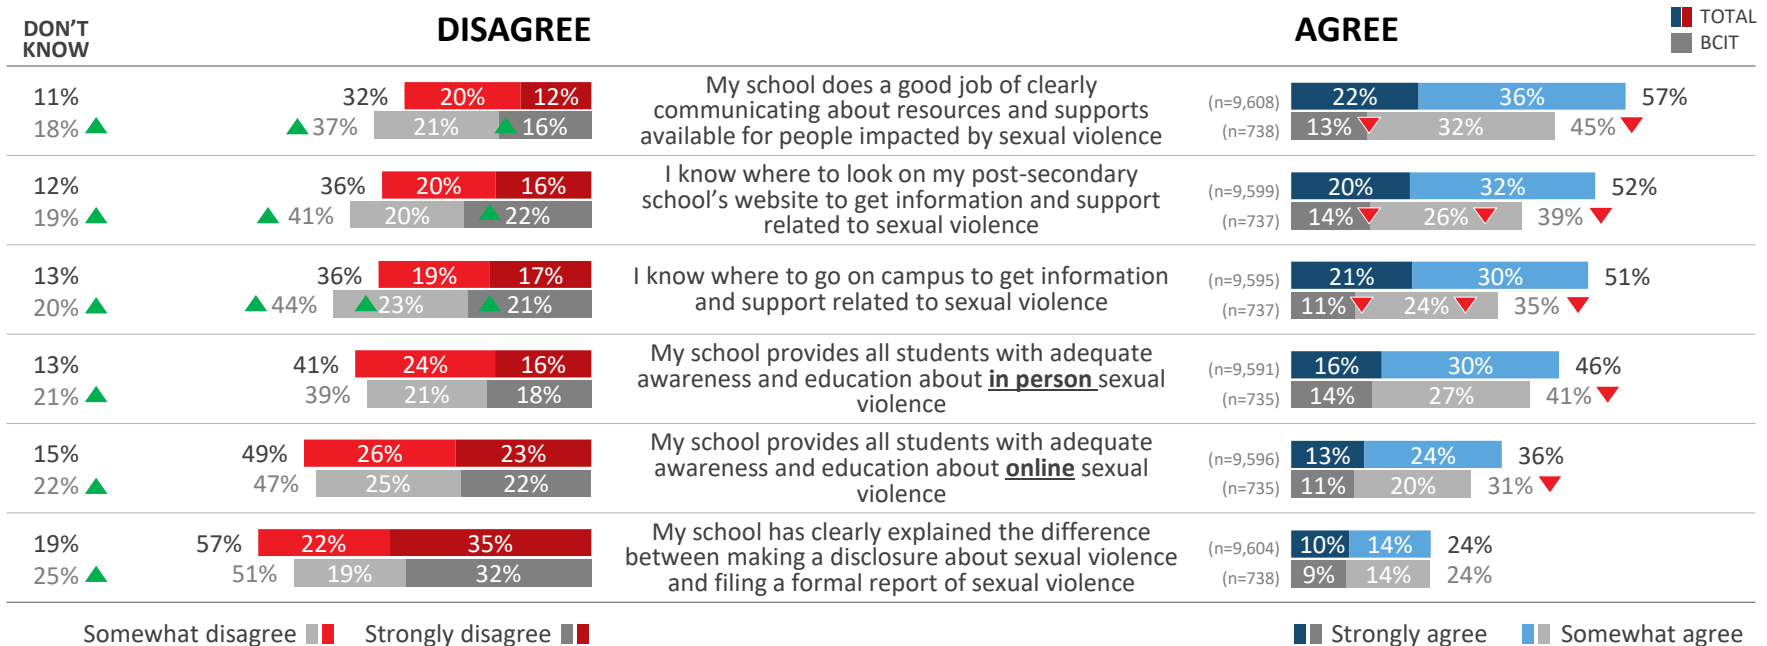 DON'T KNOW
DISAGREE
AGREE
TOTAL
BCIT
11%
32%
20%
12%
My school does a good job of clearly
communicating about resources and supports
available for people impacted by sexual violence
(n=9,608)
22%
36%
57%
18%
37%
21%
16%
(n=738)
13%
32%
45%
12%
36%
20%
16%
I know where to look on my post-secondary
school's website to get information and support
related to sexual violence
(n=9,599)
20%
32%
52%
19%
41%
20%
22%
(n=737)
14%
26%
39%
13%
36%
19%
17%
I know where to go on campus to get information
and support related to sexual violence
(n=9,595)
21%
30%
51%
20%
44%
23%
21%
(n=737)
11%
24%
35%
13%
41%
24%
16%
My school provides all students with adequate
awareness and education about in person sexual
violence
(n=9,591)
16%
30%
46%
21%
39%
21%
18%
(n=735)
14%
27%
41%
15%
49%
26%
23%
My school provides all students with adequate
awareness and education about online sexual
violence
(n=9,596)
13%
24%
36%
22%
47%
25%
22%
(n=735)
11%
20%
31%
19%
57%
22%
35%
My school has clearly explained the difference
between making a disclosure about sexual violence
and filing a formal report of sexual violence
(n=9,604)
10%
14%
24%
25%
51%
19%
32%
(n=738)
9%
14%
24%
Somewhat disagree
Strongly disagree
Strongly agree
Somewhat agree